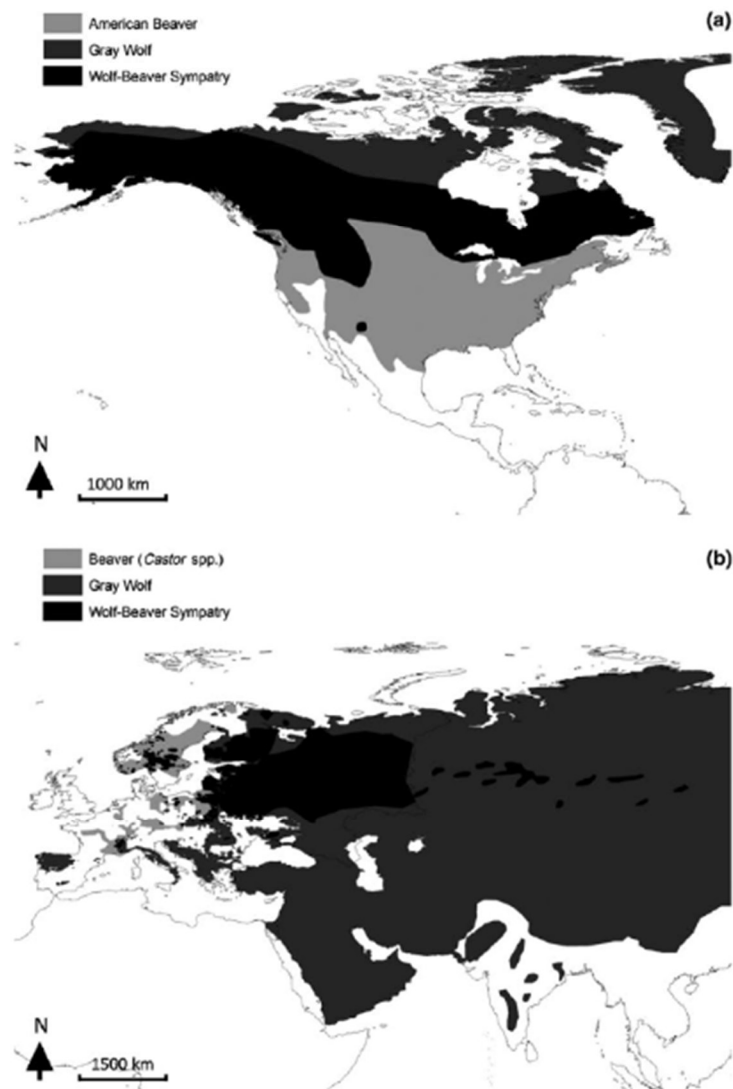 (a)
American Beaver
Gray Wolf
Wolf-Beaver Sympatry
N
1000 km
(b)
Beaver (Castor spp.)
Gray Wolf
Wolf-Beaver Sympatry
N
1500 km